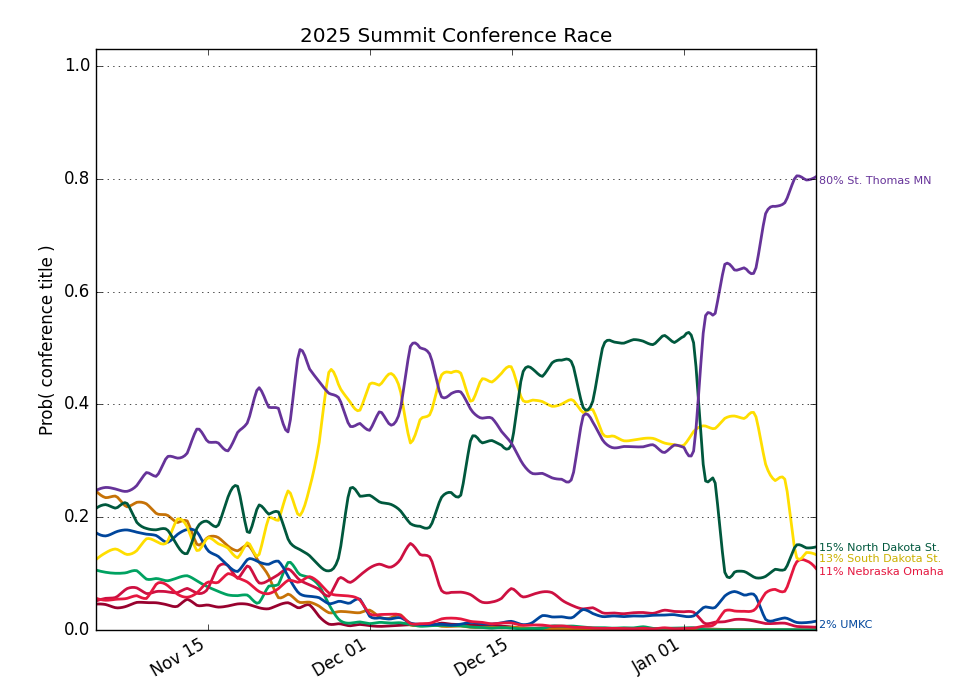 2025 Summit Conference Race
Prob( conference title )
1.0
0.8
0.6
0.4
0.2
0.0
80% St. Thomas MN
15% North Dakota St.
13% South Dakota St.
11% Nebraska Omaha
2% UMKC
Nov 15
Dec 01
Dec 15
Jan 01